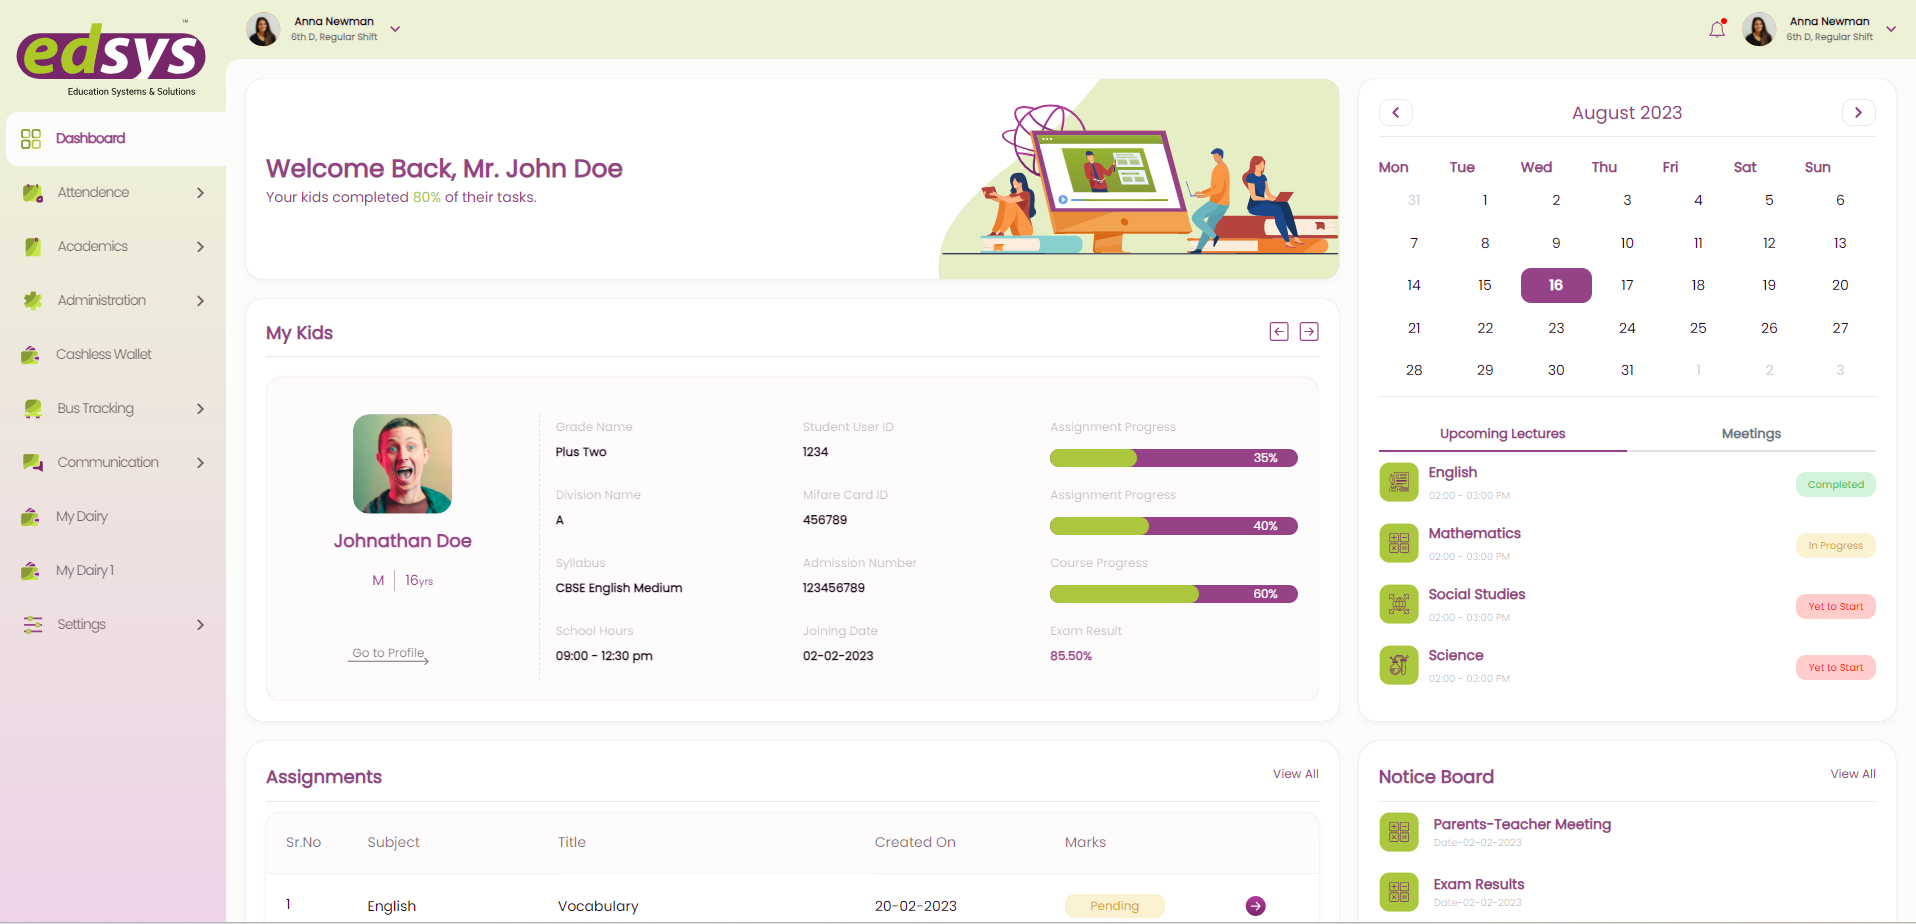 edsys
™
Education Systems & Solutions
Dashboard
Attendence
Academics
Administration
Cashless Wallet
Bus Tracking
Communication
My Dairy
My Dairy 1
Settings
Anna Newman
6th D, Regular Shift
Anna Newman
6th D, Regular Shift
Welcome Back, Mr. John Doe
Your kids completed 80% of their tasks.
My Kids
Johnathan Doe
M 16yrs
Go to Profile
Grade Name
Plus Two
Division Name
A
Syllabus
CBSE English Medium
School Hours
09:00 - 12:30 pm
Student User ID
1234
Mifare Card ID
456789
Admission Number
123456789
Joining Date
02-02-2023
Assignment Progress
35%
Assignment Progress
40%
Course Progress
60%
Exam Result
85.50%
Assignments
View All
Sr.No Subject Title Created On Marks
1 English Vocabulary 20-02-2023 Pending
August 2023
Mon Tue Wed Thu Fri Sat Sun
31 1 2 3 4 5 6
7 8 9 10 11 12 13
14 15 16 17 18 19 20
21 22 23 24 25 26 27
28 29 30 31 1 2 3
Upcoming Lectures Meetings
English
02:00 - 03:00 PM
Completed
Mathematics
02:00 - 03:00 PM
In Progress
Social Studies
02:00 - 03:00 PM
Yet to Start
Science
02:00 - 03:00 PM
Yet to Start
Notice Board
View All
Parents-Teacher Meeting
Date-02-02-2023
Exam Results
Date-02-02-2023